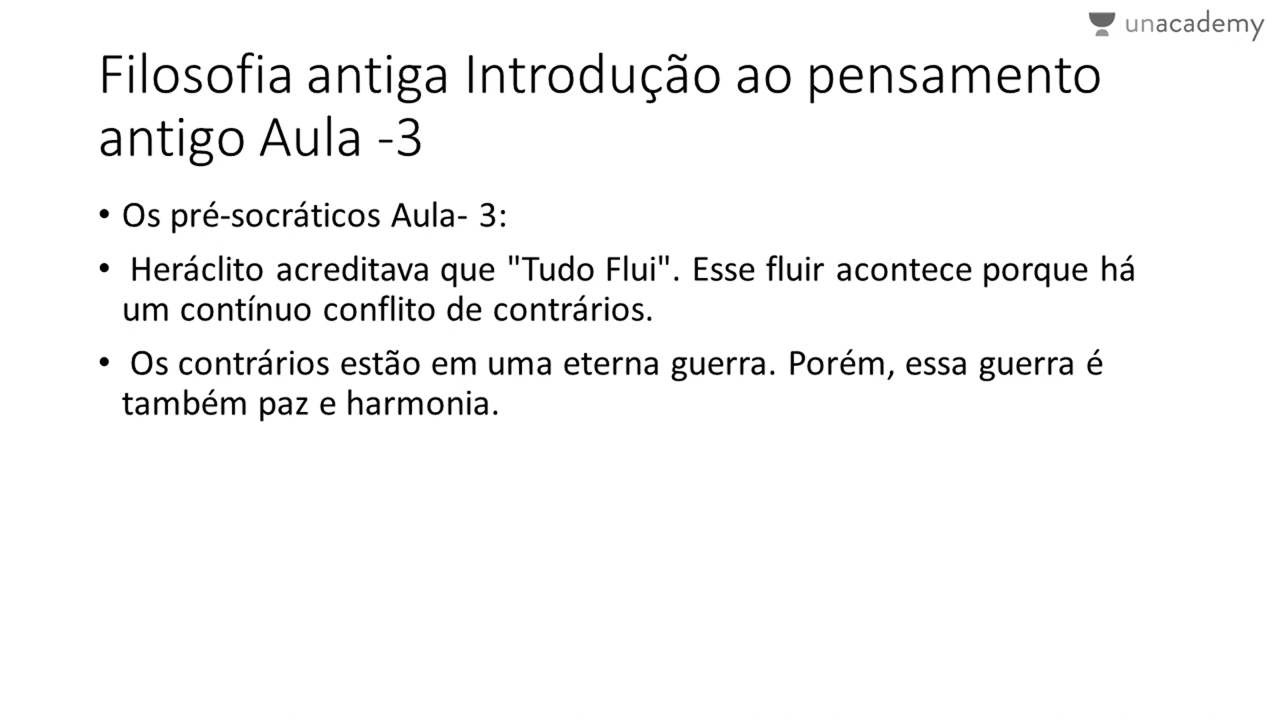 unacademy
Filosofia antiga Introdução ao pensamento
antigo Aula -3
• Os pré-socráticos Aula- 3:
• Heráclito acreditava que "Tudo Flui". Esse fluir acontece porque há
um contínuo conflito de contrários.
• Os contrários estão em uma eterna guerra. Porém, essa guerra é
também paz e harmonia.